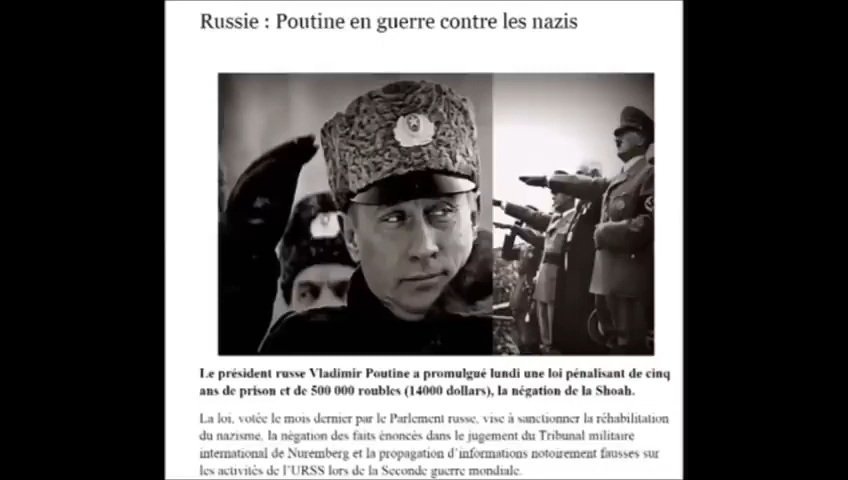 Russie : Poutine en guerre contre les nazis
Le président russe Vladimir Poutine a promulgué lundi une loi pénalisant de cinq
ans de prison et de 500 000 roubles (14000 dollars), la négation de la Shoah.
La loi, votée le mois dernier par le Parlement russe, vise à sanctionner la réhabilitation
du nazisme, la négation des faits énoncés dans le jugement du Tribunal militaire
international de Nuremberg et la propagation d'informations notoirement fausses sur
les activités de l'URSS lors de la Seconde guerre mondiale.